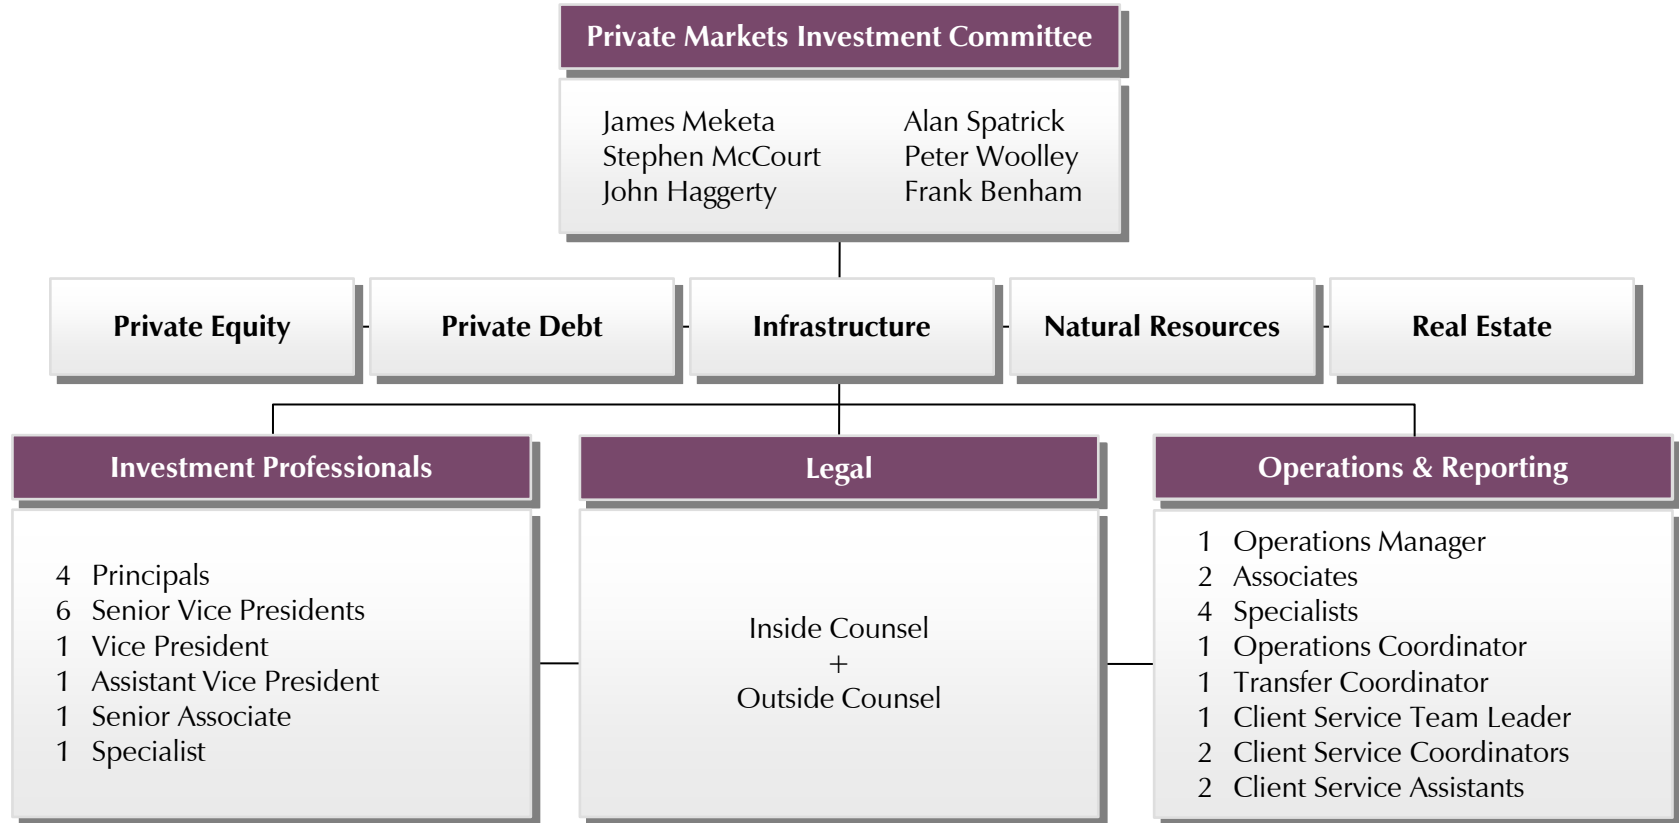 Private Markets Investment Committee
James Meketa
Stephen McCourt
John Haggerty
Alan Spatrick
Peter Woolley
Frank Benham
Private Equity
Private Debt
Infrastructure
Natural Resources
Real Estate
Investment Professionals
4 Principals
6 Senior Vice Presidents
1 Vice President
1 Assistant Vice President
1 Senior Associate
1 Specialist
Legal
Inside Counsel
+
Outside Counsel
Operations & Reporting
1 Operations Manager
2 Associates
4 Specialists
1 Operations Coordinator
1 Transfer Coordinator
1 Client Service Team Leader
2 Client Service Coordinators
2 Client Service Assistants